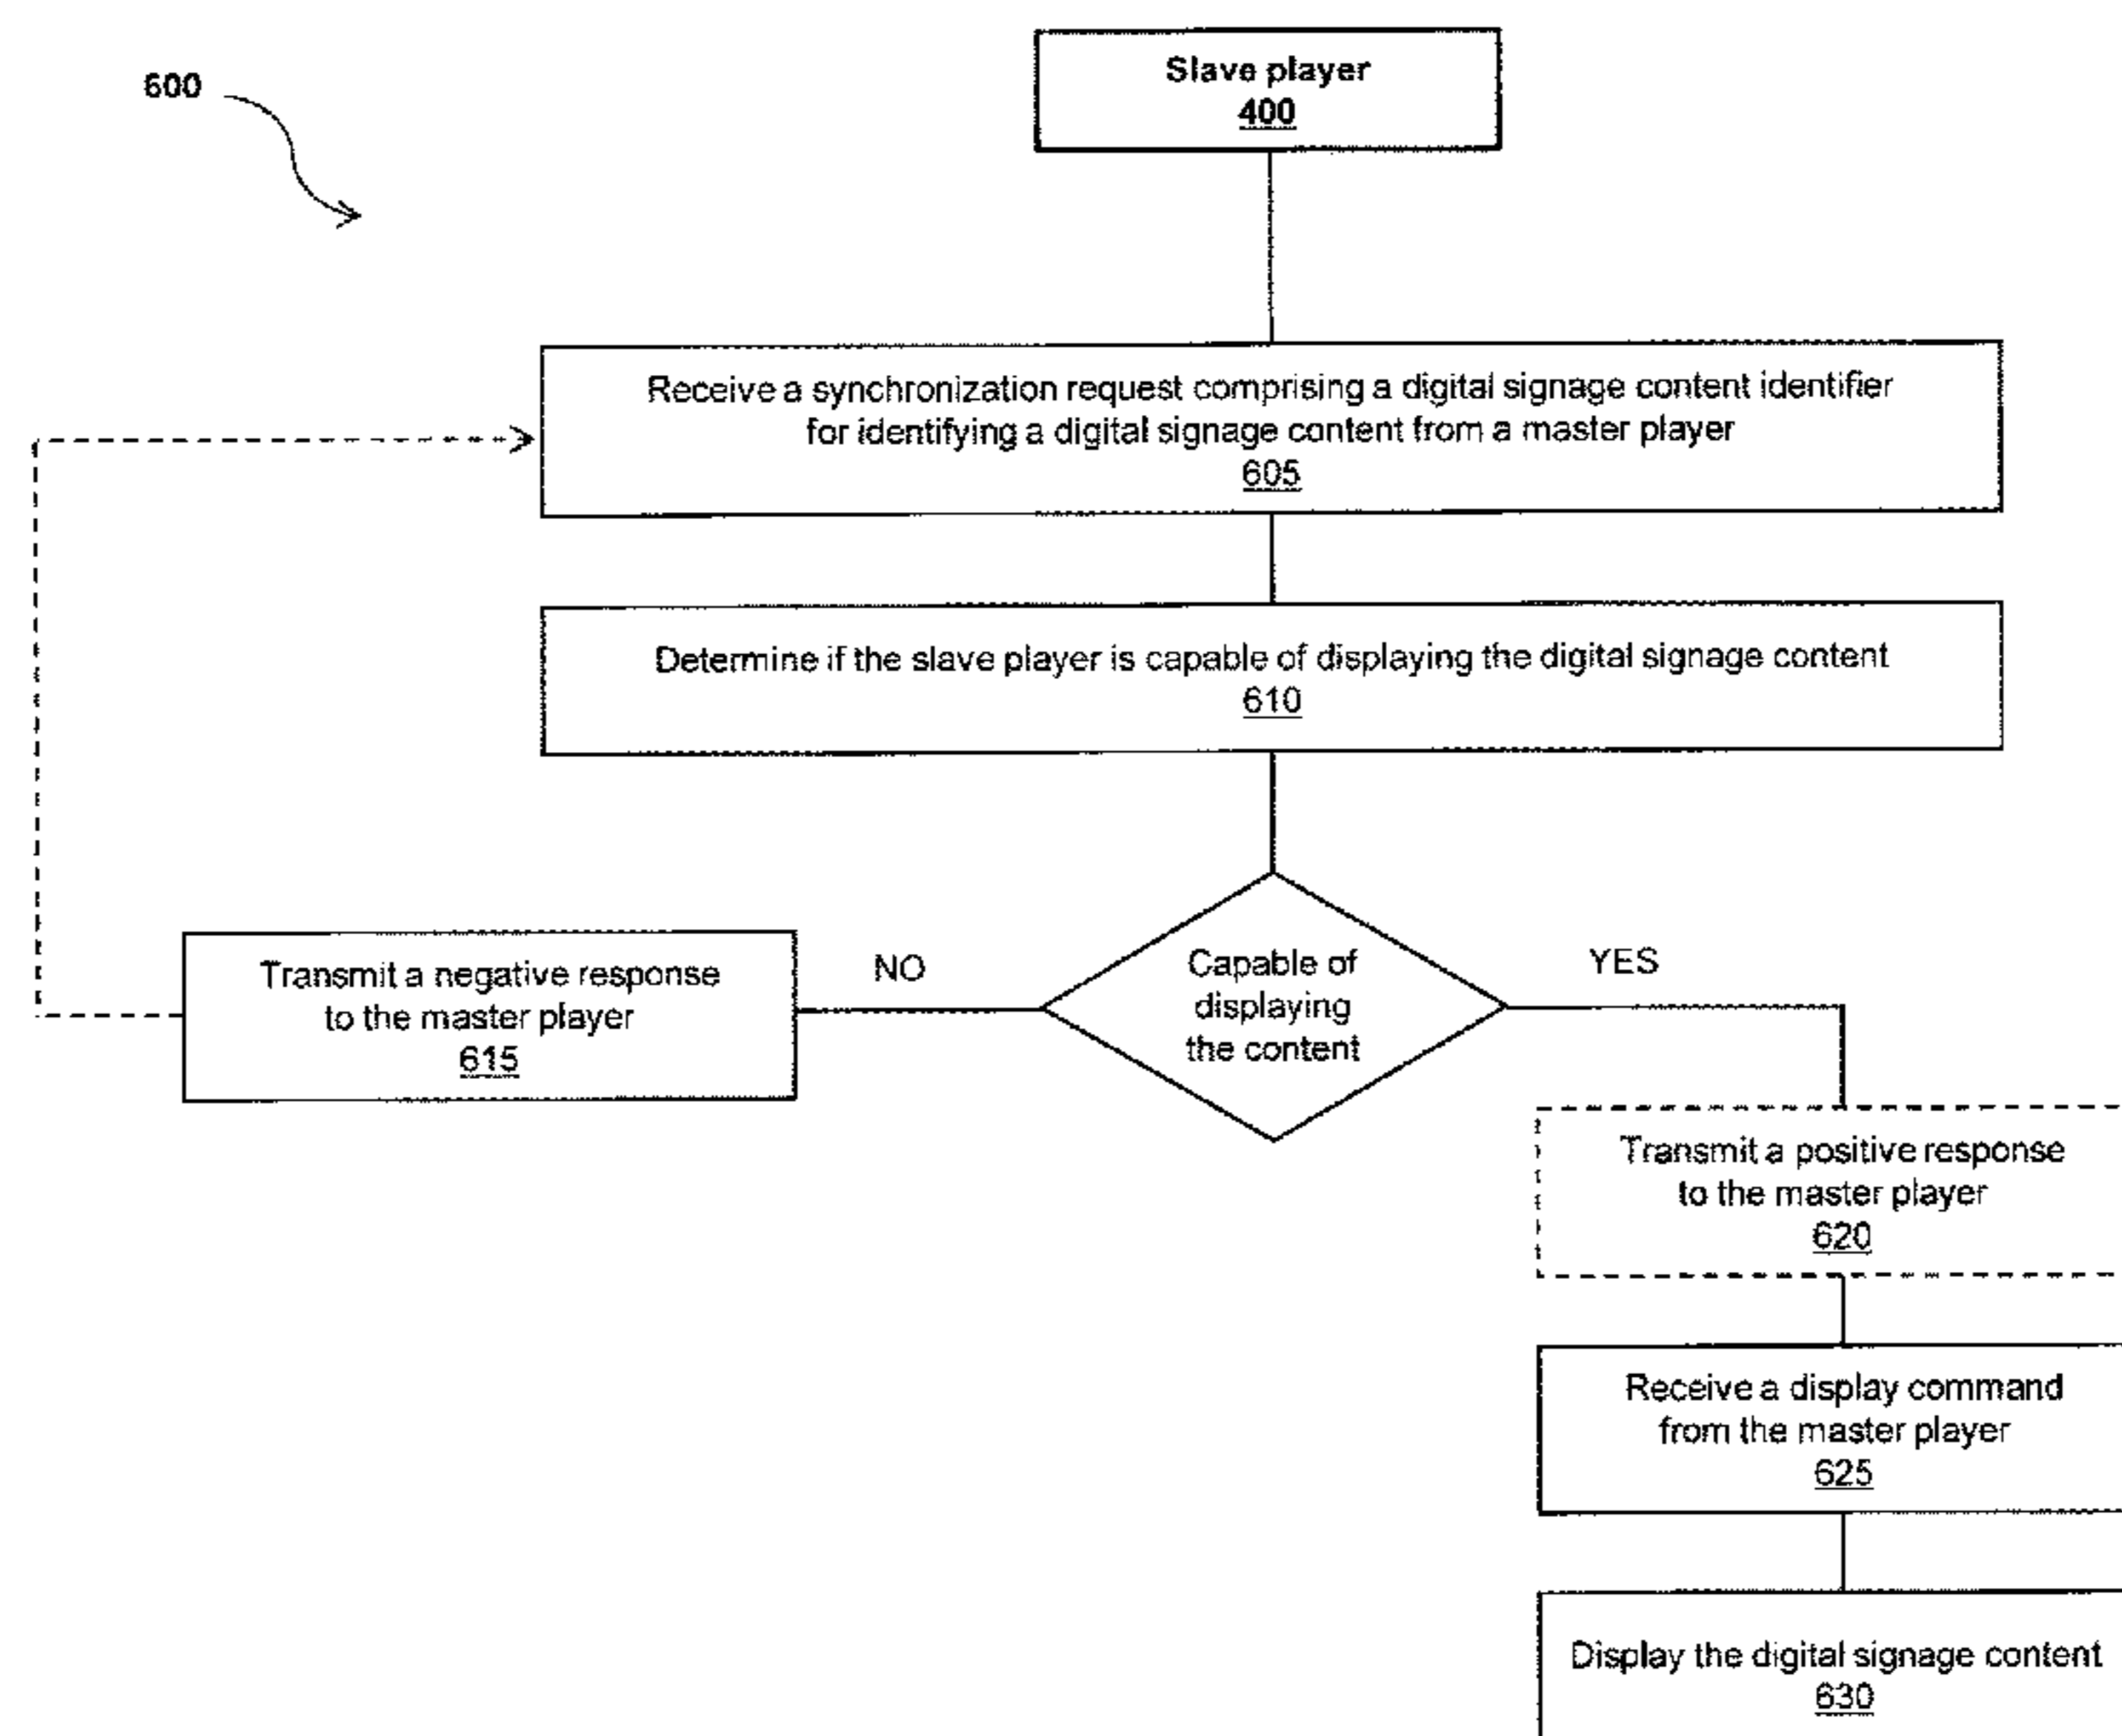 600
Slave player
400
Receive a synchronization request comprising a digital signage content identifier
for identifying a digital signage content from a master player
605
Determine if the slave player is capable of displaying the digital signage content
610
Capable of
displaying
the content
NO
YES
Transmit a negative response
to the master player
615
Transmit a positive response
to the master player
620
Receive a display command
from the master player
625
Display the digital signage content
630